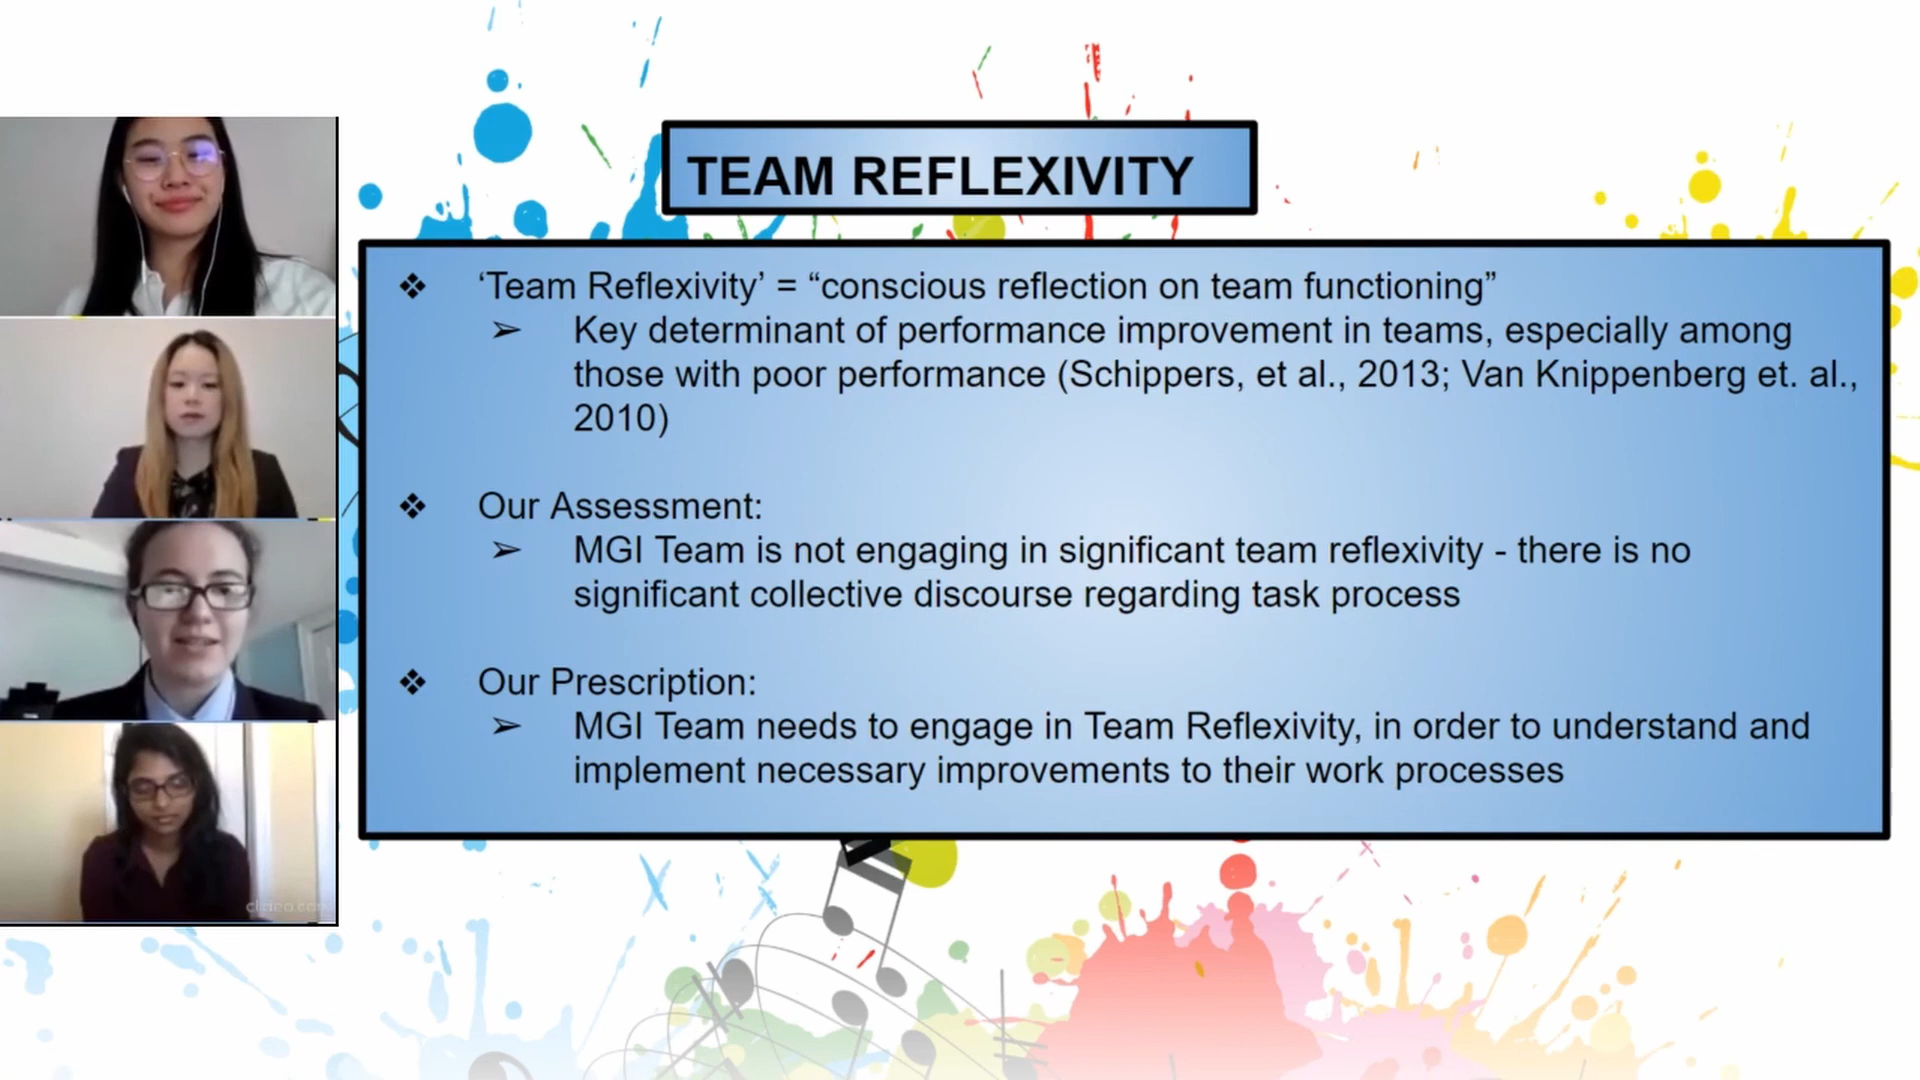 TEAM REFLEXIVITY
❖ ‘Team Reflexivity’ = “conscious reflection on team functioning”
➢ Key determinant of performance improvement in teams, especially among
those with poor performance (Schippers, et al., 2013; Van Knippenberg et. al.,
2010)
❖ Our Assessment:
➢ MGI Team is not engaging in significant team reflexivity - there is no
significant collective discourse regarding task process
❖ Our Prescription:
➢ MGI Team needs to engage in Team Reflexivity, in order to understand and
implement necessary improvements to their work processes